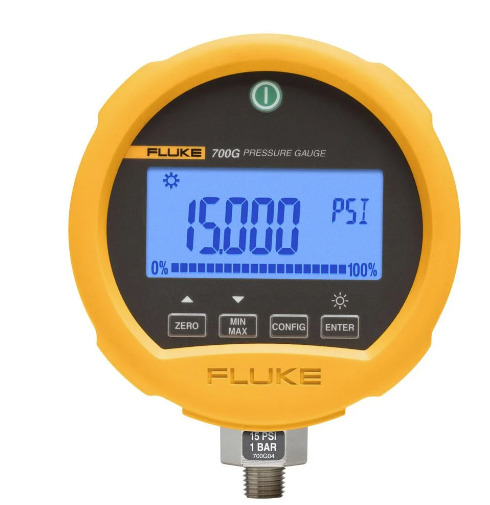 FLUKE 700G PRESSURE GAUGE
15.000 PSI
0% 100%
ZERO MIN MAX CONFIG ENTER
FLUKE
15 PSI
1 BAR
700G04